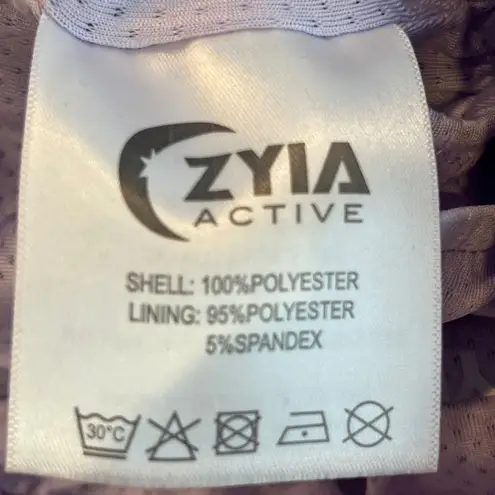 ZYIA
ACTIVE
SHELL: 100%POLYESTER
LINING: 95%POLYESTER
5%SPANDEX
30°C